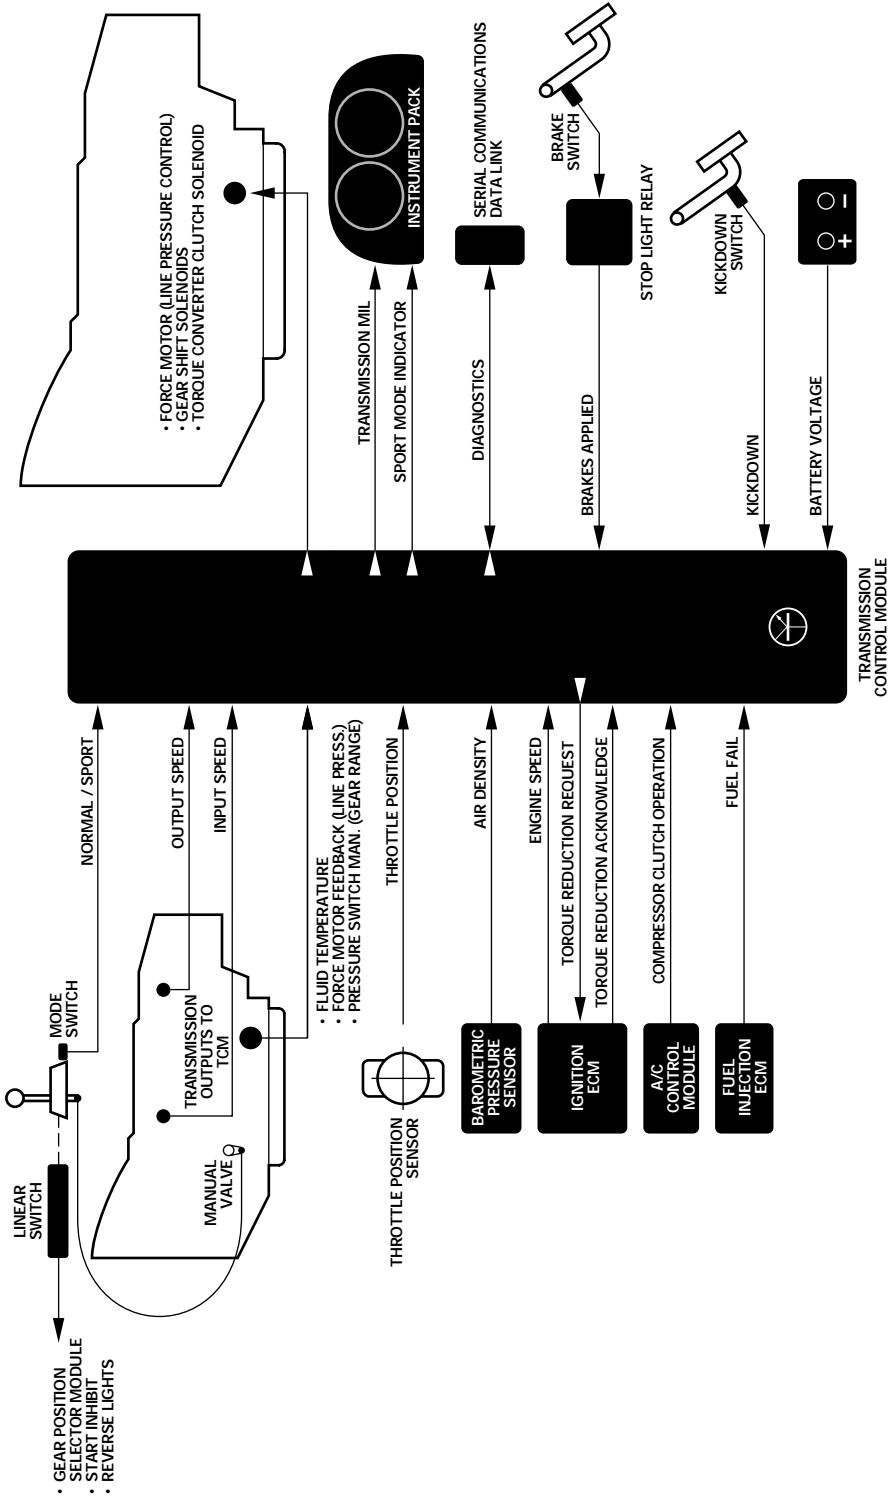 · GEAR POSITION
SELECTOR MODULE
· START INHIBIT
· REVERSE LIGHTS
LINEAR
SWITCH
MODE
SWITCH
NORMAL / SPORT
MANUAL
VALVE
TRANSMISSION
OUTPUTS TO
TCM
OUTPUT SPEED
INPUT SPEED
· FLUID TEMPERATURE
· FORCE MOTOR FEEDBACK (LINE PRESS.)
· PRESSURE SWITCH MAN. (GEAR RANGE)
THROTTLE POSITION
SENSOR
THROTTLE POSITION
BAROMETRIC
PRESSURE
SENSOR
AIR DENSITY
IGNITION
ECM
ENGINE SPEED
TORQUE REDUCTION REQUEST
TORQUE REDUCTION ACKNOWLEDGE
A/C
CONTROL
MODULE
COMPRESSOR CLUTCH OPERATION
FUEL
INJECTION
ECM
FUEL FAIL
TRANSMISSION
CONTROL MODULE
· FORCE MOTOR (LINE PRESSURE CONTROL)
· GEAR SHIFT SOLENOIDS
· TORQUE CONVERTER CLUTCH SOLENOID
TRANSMISSION MIL
SPORT MODE INDICATOR
INSTRUMENT PACK
DIAGNOSTICS
SERIAL COMMUNICATIONS
DATA LINK
BRAKES APPLIED
STOP LIGHT RELAY
BRAKE
SWITCH
KICKDOWN
KICKDOWN
SWITCH
BATTERY VOLTAGE
+ –